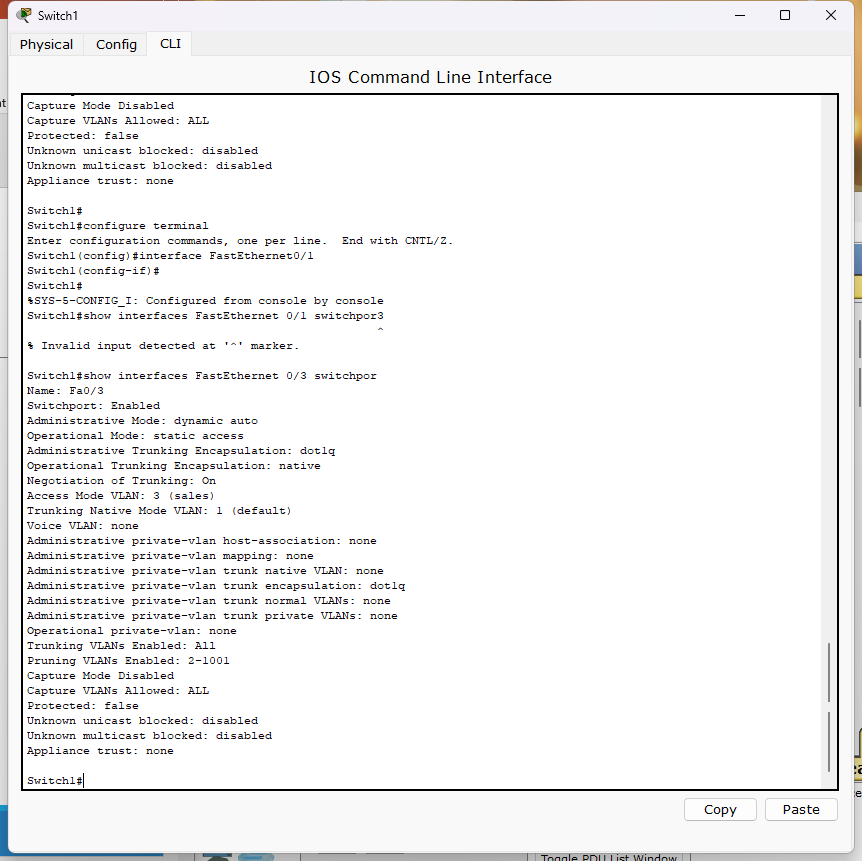 Switch1
Physical
Config
CLI
IOS Command Line Interface
Capture Mode Disabled
Capture VLANs Allowed: ALL
Protected: false
Unknown unicast blocked: disabled
Unknown multicast blocked: disabled
Appliance trust: none
Switch1#
Switch1#configure terminal
Enter configuration commands, one per line.  End with CNTL/Z.
Switch1(config)#interface FastEthernet0/1
Switch1(config-if)#
Switch1#
%SYS-5-CONFIG_I: Configured from console by console
Switch1#show interfaces FastEthernet 0/1 switchpor3
^
% Invalid input detected at '^' marker.
Switch1#show interfaces FastEthernet 0/3 switchpor
Name: Fa0/3
Switchport: Enabled
Administrative Mode: dynamic auto
Operational Mode: static access
Administrative Trunking Encapsulation: dot1q
Operational Trunking Encapsulation: native
Negotiation of Trunking: On
Access Mode VLAN: 3 (sales)
Trunking Native Mode VLAN: 1 (default)
Voice VLAN: none
Administrative private-vlan host-association: none
Administrative private-vlan mapping: none
Administrative private-vlan trunk native VLAN: none
Administrative private-vlan trunk encapsulation: dot1q
Administrative private-vlan trunk normal VLANs: none
Administrative private-vlan trunk private VLANs: none
Operational private-vlan: none
Trunking VLANs Enabled: All
Pruning VLANs Enabled: 2-1001
Capture Mode Disabled
Capture VLANs Allowed: ALL
Protected: false
Unknown unicast blocked: disabled
Unknown multicast blocked: disabled
Appliance trust: none
Switch1#
Copy
Paste
Toggle PDU List Window